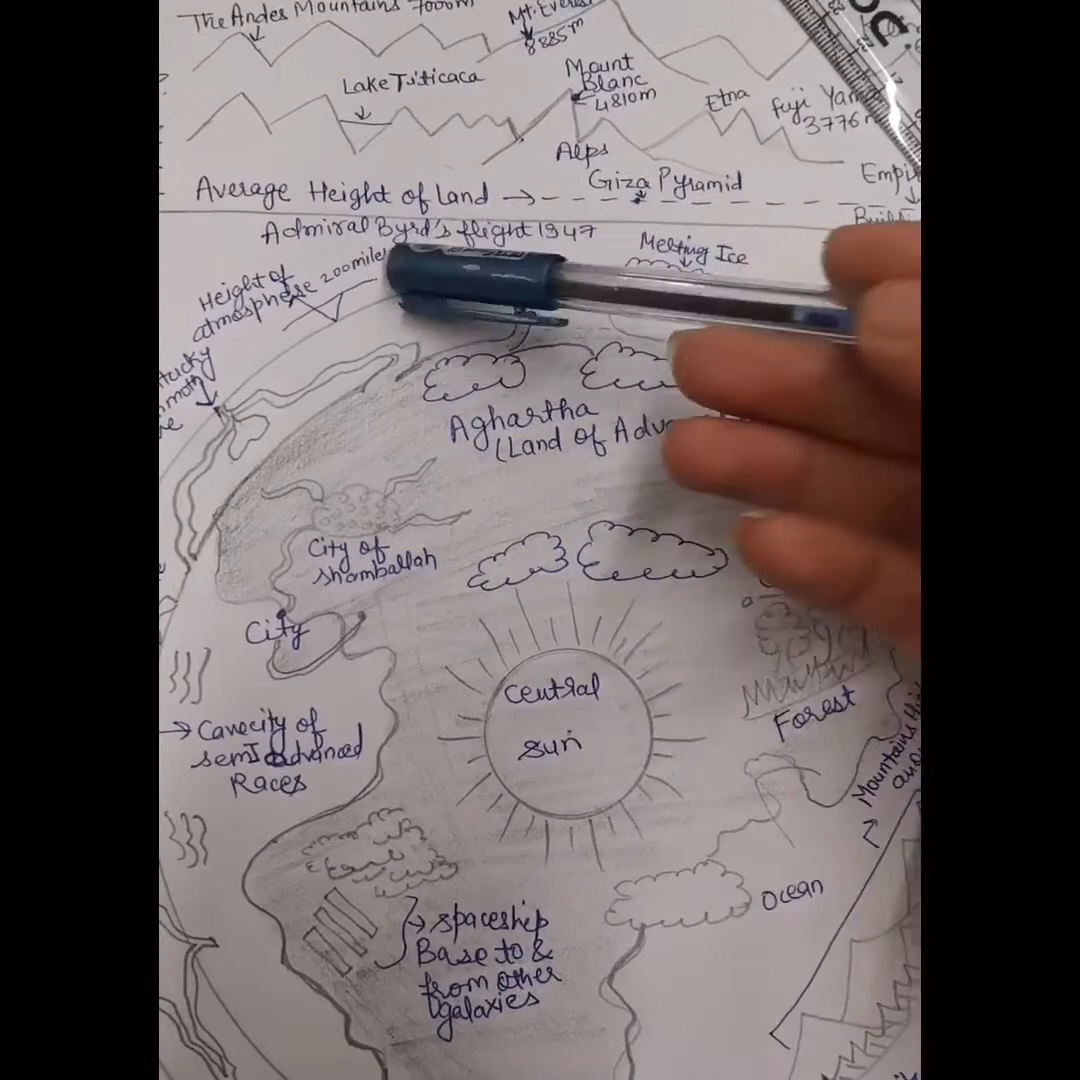 The Andes Mountains 7000m
Mt. Everest
8885m
Lake Titicaca
Mount
Blanc
4810m
Etna
Fuji
3776
Alps
Average Height of Land
Giza Pyramid
Admiral Byrd's flight 1947
Melting Ice
Height of
atmosphere 200miles
Aghartha
(Land of
City of
Shamballah
City
Central
Sun
Forest
→ Cavecity of
semi advanced
Races
Mountains
Ocean
→ Spaceship
Base to &
from other
galaxies